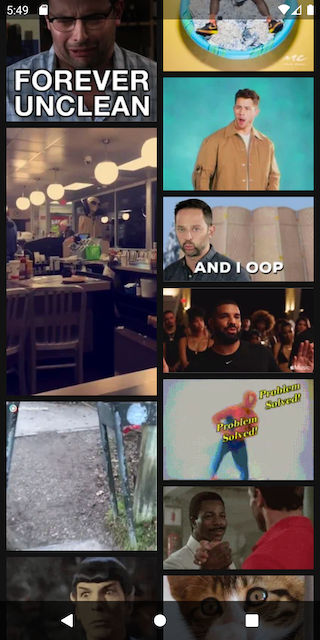 5:49
FOREVER
UNCLEAN
AND I OOP
Problem
Solved!
Problem
Solved!